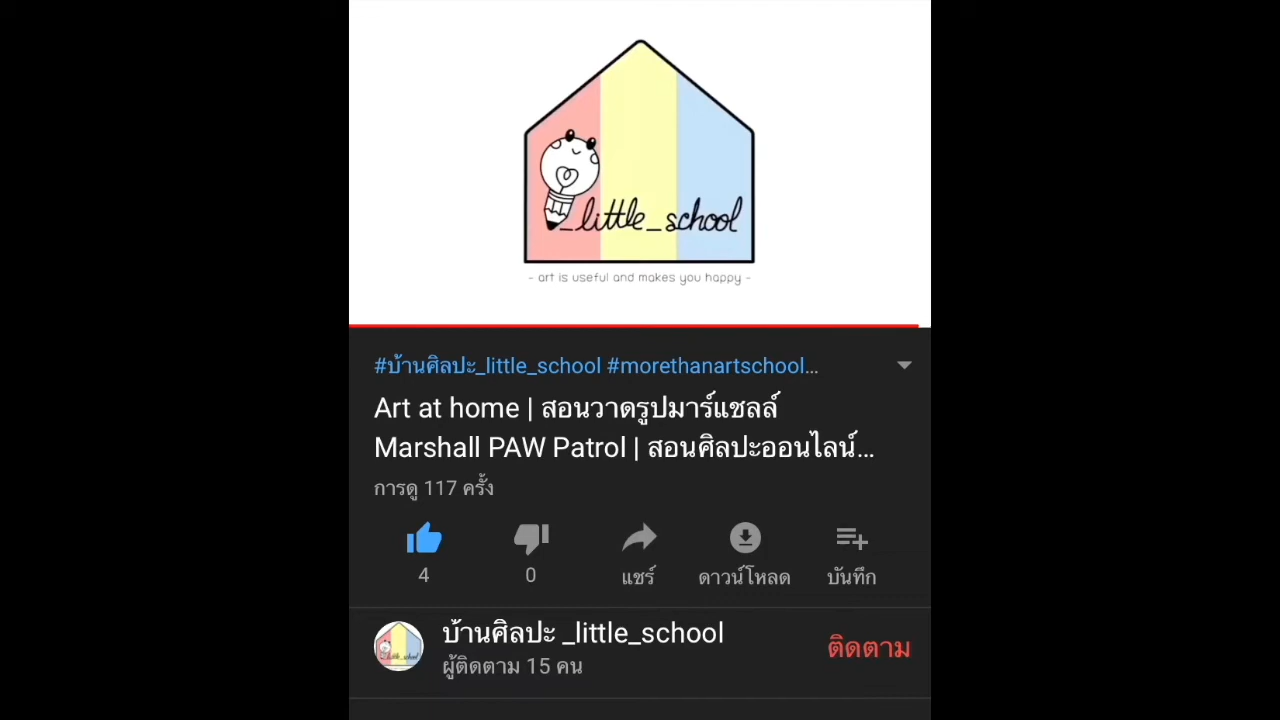 _little_school
- art is useful and makes you happy -
#บ้านศิลปะ_little_school #morethanartschool...
Art at home | สอนวาดรูปมาร์แชลล์
Marshall PAW Patrol | สอนศิลปะออนไลน์...
การดู 117 ครั้ง
4
0
แชร์
ดาวน์โหลด
บันทึก
บ้านศิลปะ _little_school
ติดตาม
ผู้ติดตาม 15 คน